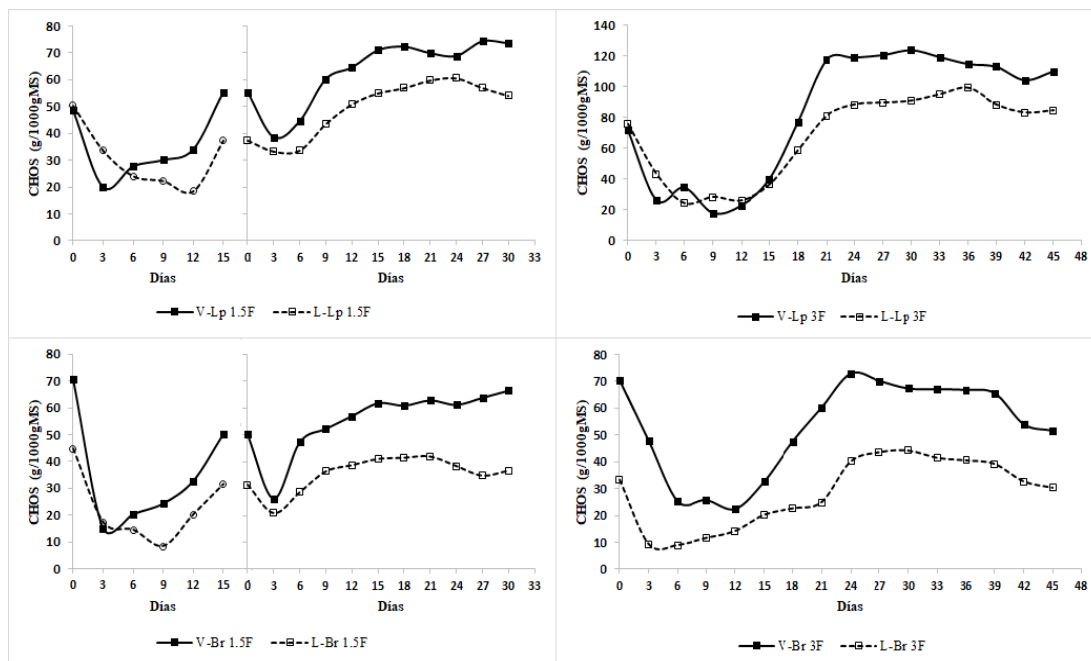 80
70
60
50
40
30
20
10
0
CHOS (g/1000gMS)
0 3 6 9 12 15 0 3 6 9 12 15 18 21 24 27 30 33
Días Días
V-Lp 1.5F L-Lp 1.5F
140
120
100
80
60
40
20
0
CHOS (g/1000gMS)
0 3 6 9 12 15 18 21 24 27 30 33 36 39 42 45 48
Días
V-Lp 3F L-Lp 3F
80
70
60
50
40
30
20
10
0
CHOS (g/1000gMS)
0 3 6 9 12 15 0 3 6 9 12 15 18 21 24 27 30 33
Días Días
V-Br 1.5F L-Br 1.5F
80
70
60
50
40
30
20
10
0
CHOS (g/1000gMS)
0 3 6 9 12 15 18 21 24 27 30 33 36 39 42 45 48
Días
V-Br 3F L-Br 3F